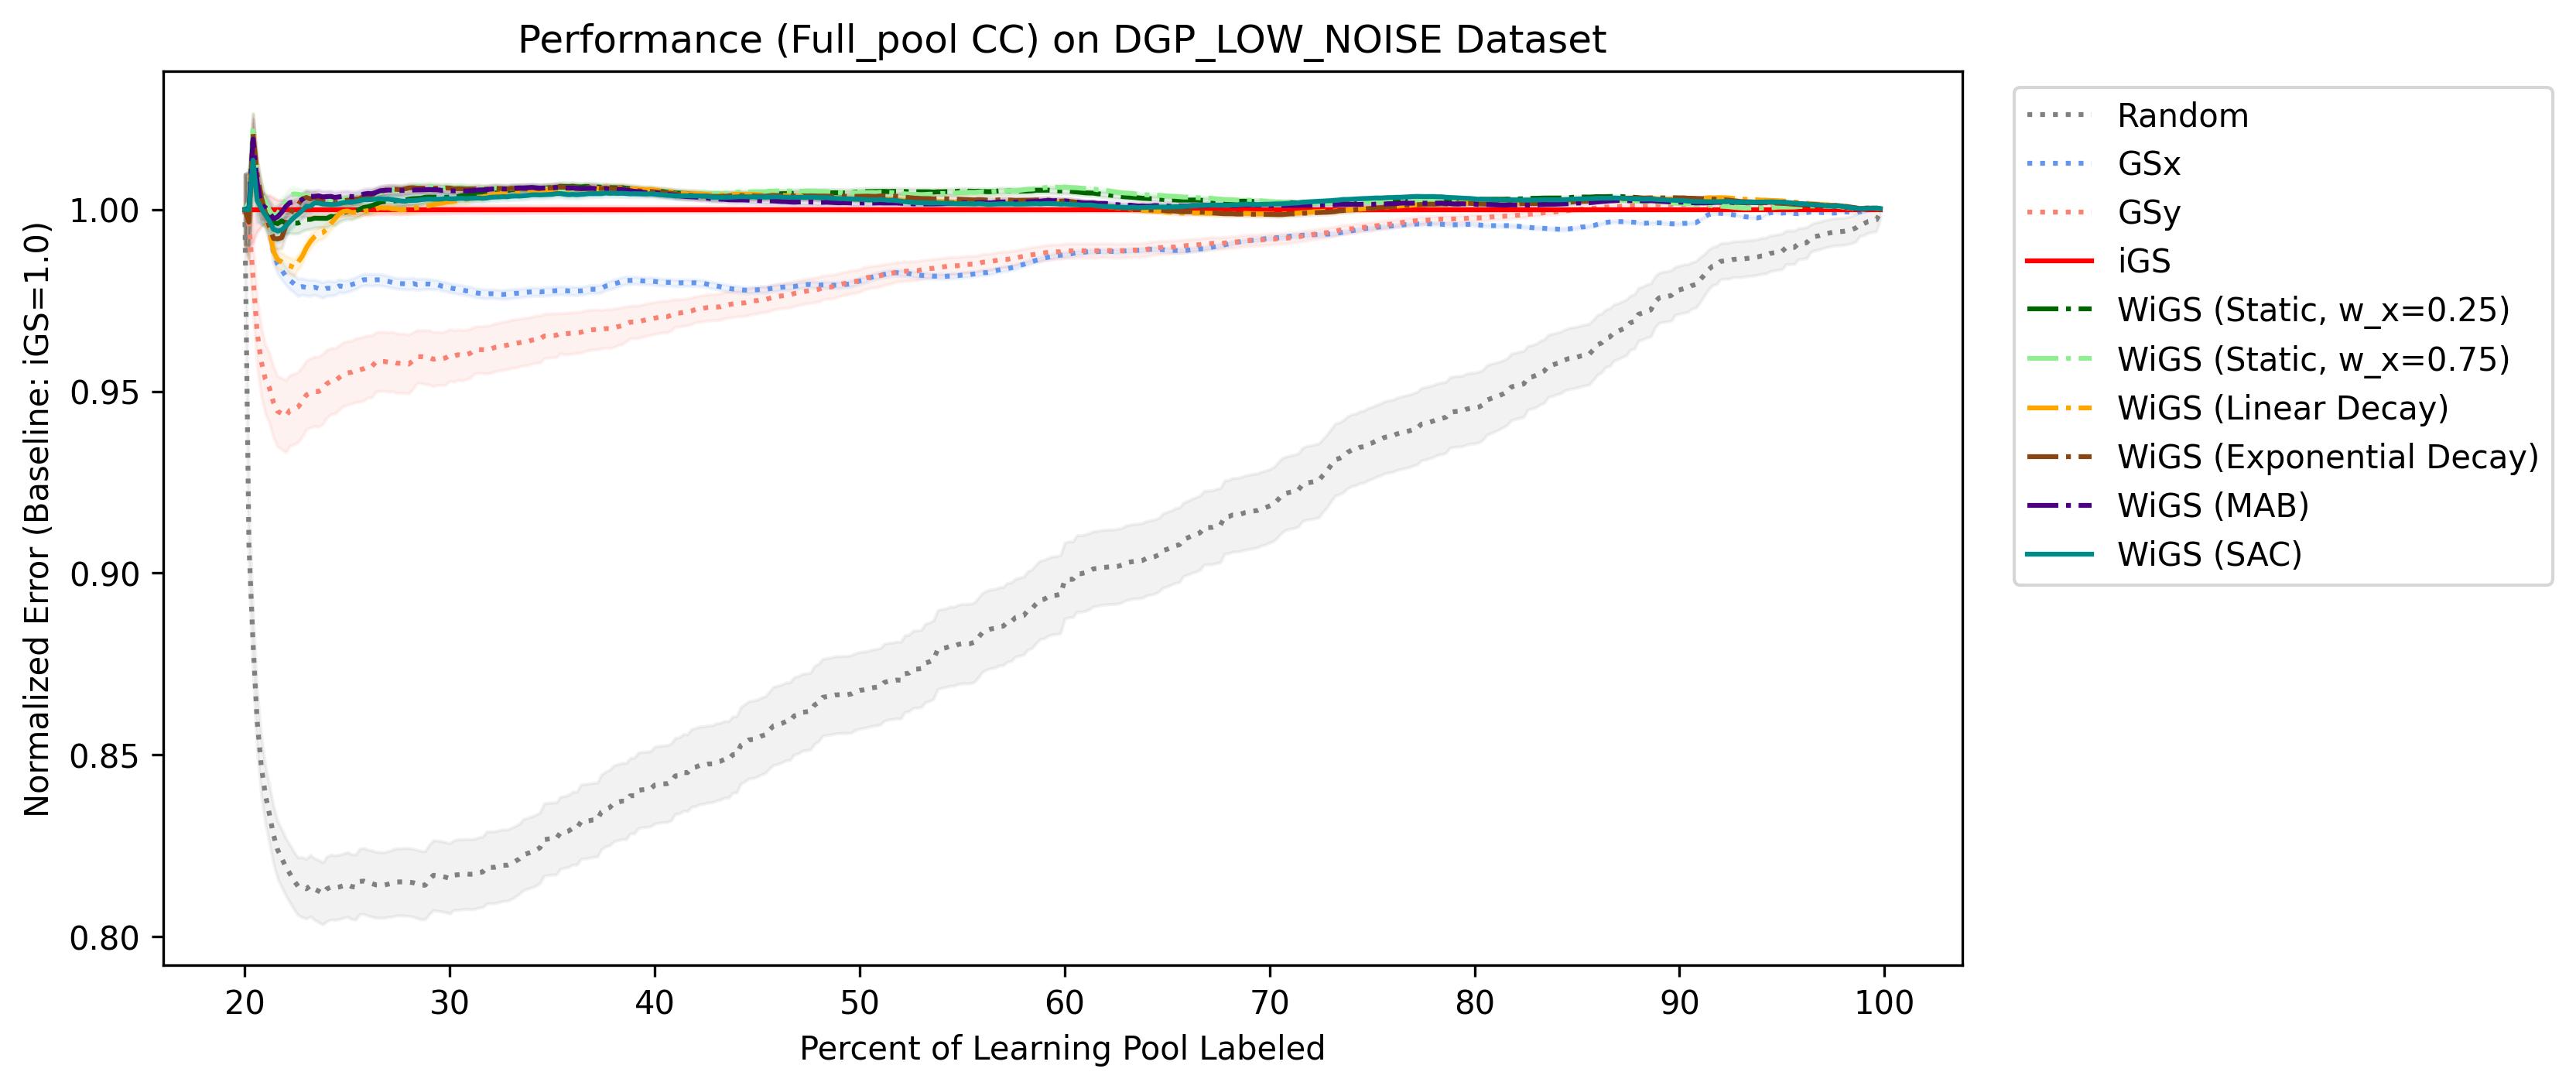 Performance (Full_pool CC) on DGP_LOW_NOISE Dataset
Normalized Error (Baseline: iGS=1.0)
1.00
0.95
0.90
0.85
0.80
20 30 40 50 60 70 80 90 100
Percent of Learning Pool Labeled
Random
GSx
GSy
iGS
WiGS (Static, w_x=0.25)
WiGS (Static, w_x=0.75)
WiGS (Linear Decay)
WiGS (Exponential Decay)
WiGS (MAB)
WiGS (SAC)